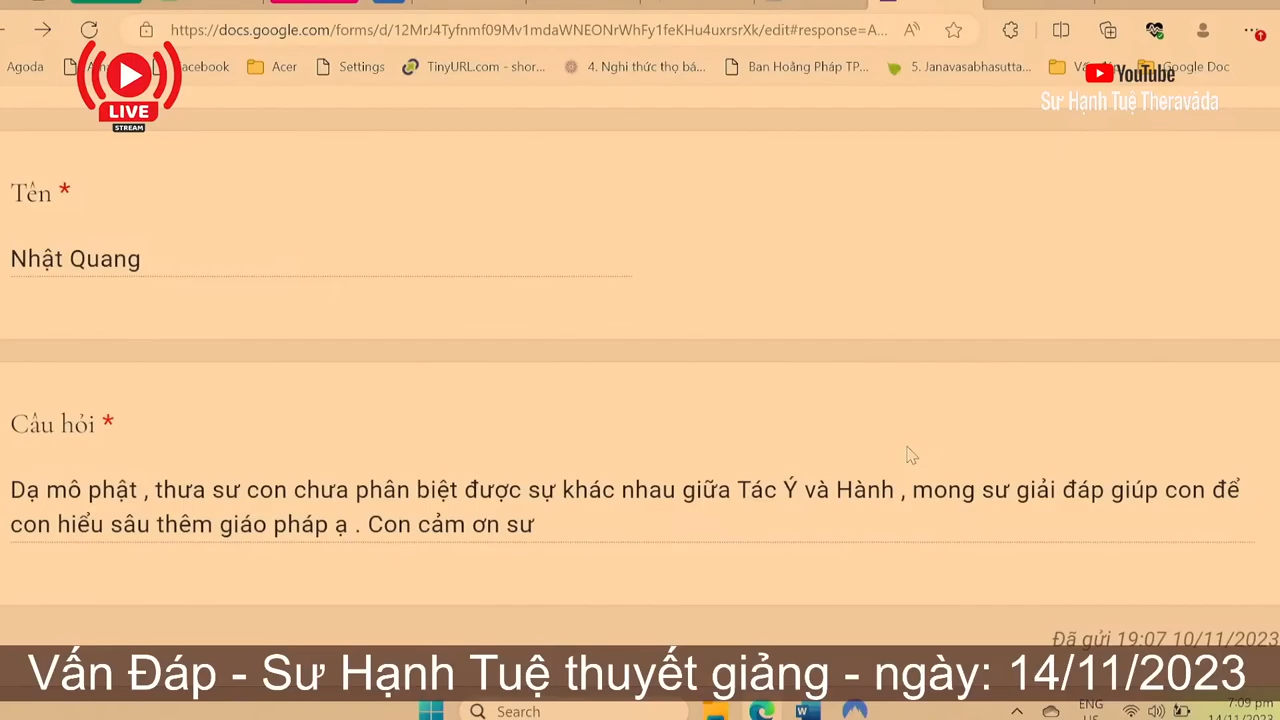 https://docs.google.com/forms/d/12MrJ4Tyfnmf09Mv1mdaWNEONrWhFy1feKHu4uxrsrXk/edit#response=A...
Agoda
acebook
Acer
Settings
TinyURL.com - shor...
4. Nghi thức thọ bá...
Ban Hoằng Pháp TP...
5. Janavasabhasutta...
Google Doc
LIVE
STREAM
YouTube
Sư Hạnh Tuệ Theravāda
Tên *
Nhật Quang
Câu hỏi *
Dạ mô phật , thưa sư con chưa phân biệt được sự khác nhau giữa Tác Ý và Hành , mong sư giải đáp giúp con để
con hiểu sâu thêm giáo pháp ạ . Con cảm ơn sư
Đã gửi 19:07 10/11/2023
Vấn Đáp - Sư Hạnh Tuệ thuyết giảng - ngày: 14/11/2023
Search
ENG
7:09 pm